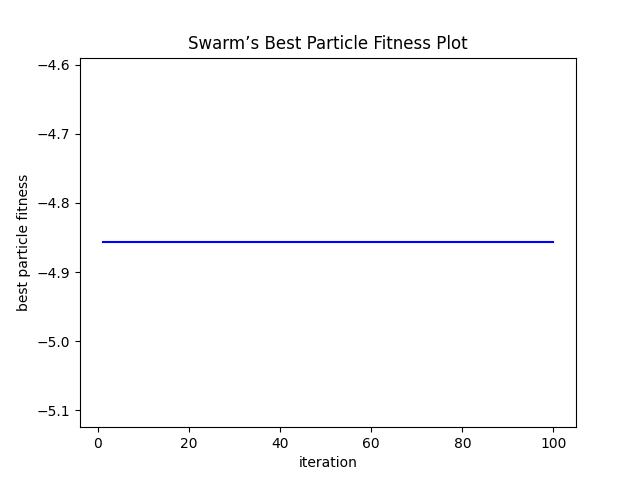 Swarm’s Best Particle Fitness Plot
best particle fitness
−4.6
−4.7
−4.8
−4.9
−5.0
−5.1
0 20 40 60 80 100
iteration